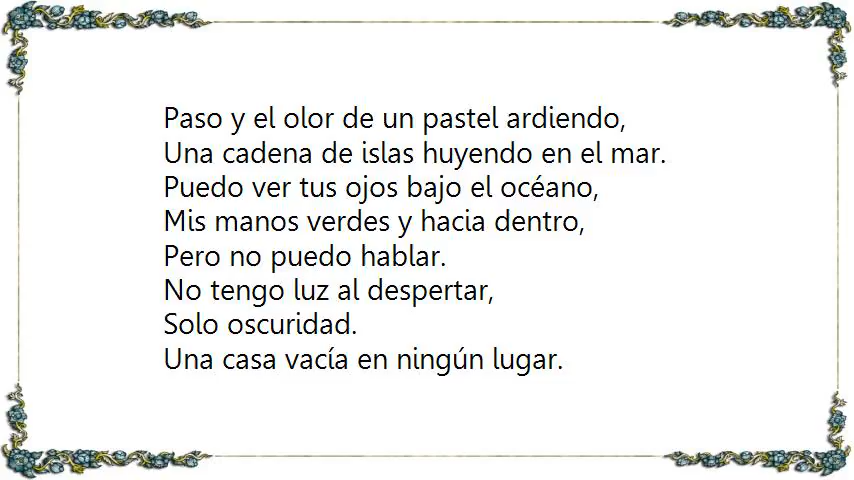 Paso y el olor de un pastel ardiendo,
Una cadena de islas huyendo en el mar.
Puedo ver tus ojos bajo el océano,
Mis manos verdes y hacia dentro,
Pero no puedo hablar.
No tengo luz al despertar,
Solo oscuridad.
Una casa vacía en ningún lugar.